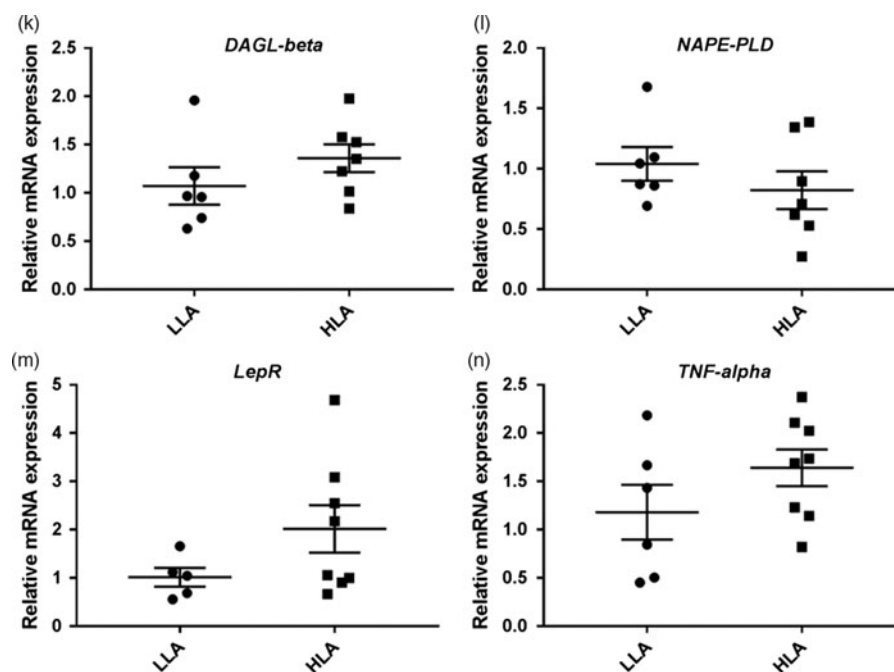 (k)
DAGL-beta
Relative mRNA expression
2.5
2.0
1.5
1.0
0.5
0.0
LLA
HLA
(l)
NAPE-PLD
Relative mRNA expression
2.0
1.5
1.0
0.5
0.0
LLA
HLA
(m)
LepR
Relative mRNA expression
5
4
3
2
1
0
LLA
HLA
(n)
TNF-alpha
Relative mRNA expression
2.5
2.0
1.5
1.0
0.5
0.0
LLA
HLA